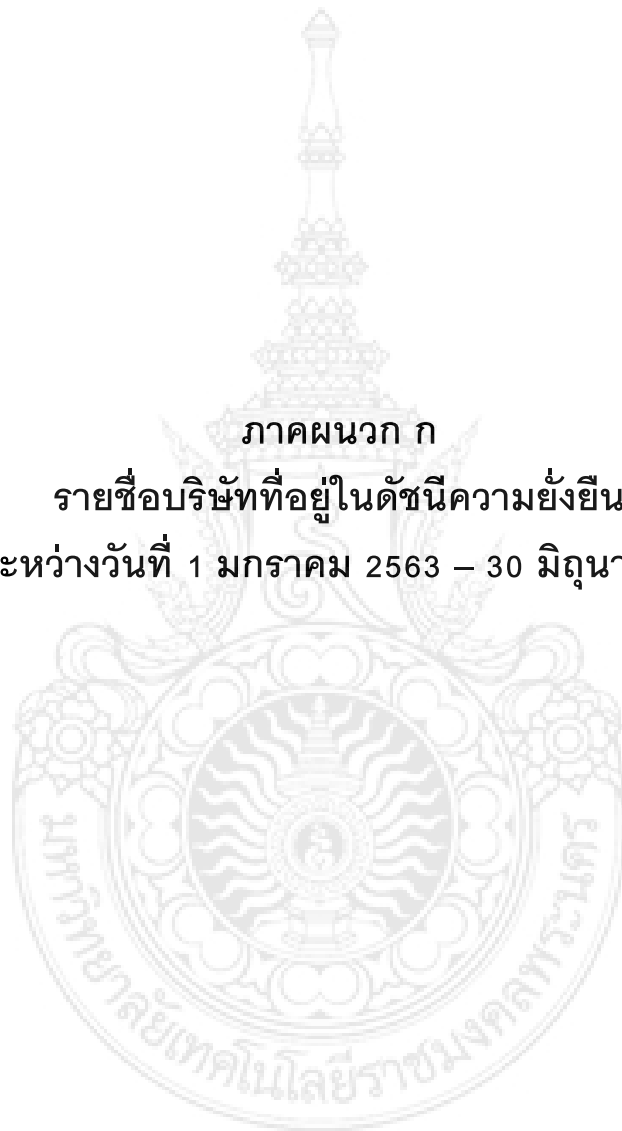 ภาคผนวก ก
รายชื่อบริษัทที่อยู่ในดัชนีความยั่งยืน
ะหว่างวันที่ 1 มกราคม 2563 – 30 มิถุนา
มหาวิทยาลัยเทคโนโลยีราชมงคลพระนคร